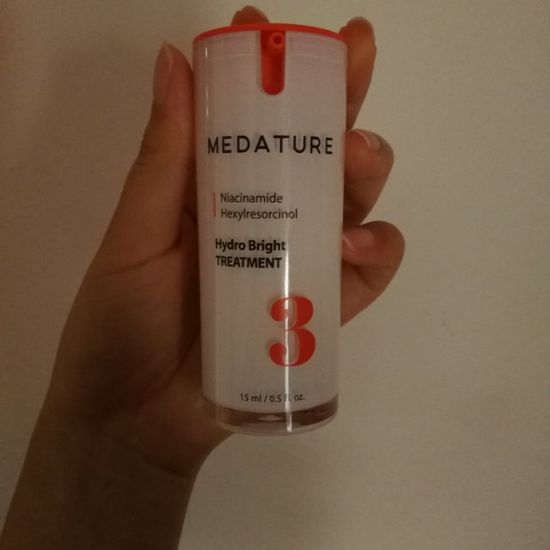 MEDATURE
Niacinamide
Hexylresorcinol
Hydro Bright
TREATMENT
3
15 ml / 0.5 fl. oz.